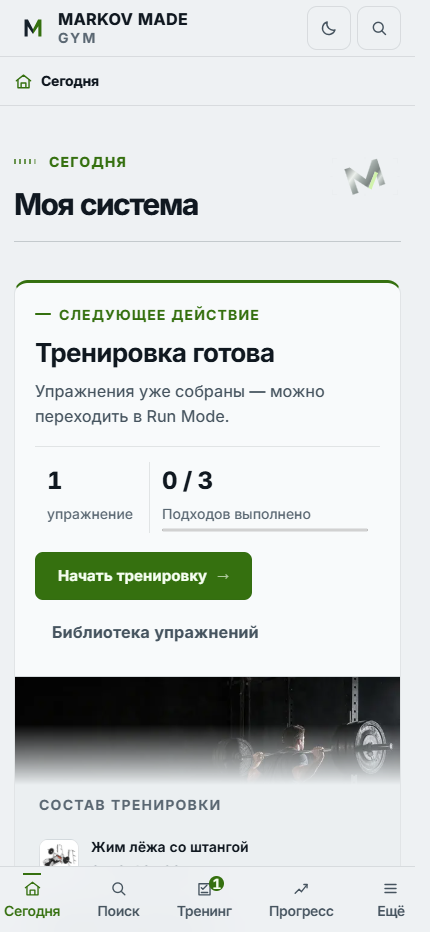 MARKOV MADE
GYM
Сегодня
СЕГОДНЯ
Моя система
СЛЕДУЮЩЕЕ ДЕЙСТВИЕ
Тренировка готова
Упражнения уже собраны — можно
переходить в Run Mode.
1
упражнение
0 / 3
Подходов выполнено
Начать тренировку →
Библиотека упражнений
СОСТАВ ТРЕНИРОВКИ
Жим лёжа со штангой
1
Сегодня
Поиск
Тренинг
Прогресс
Ещё